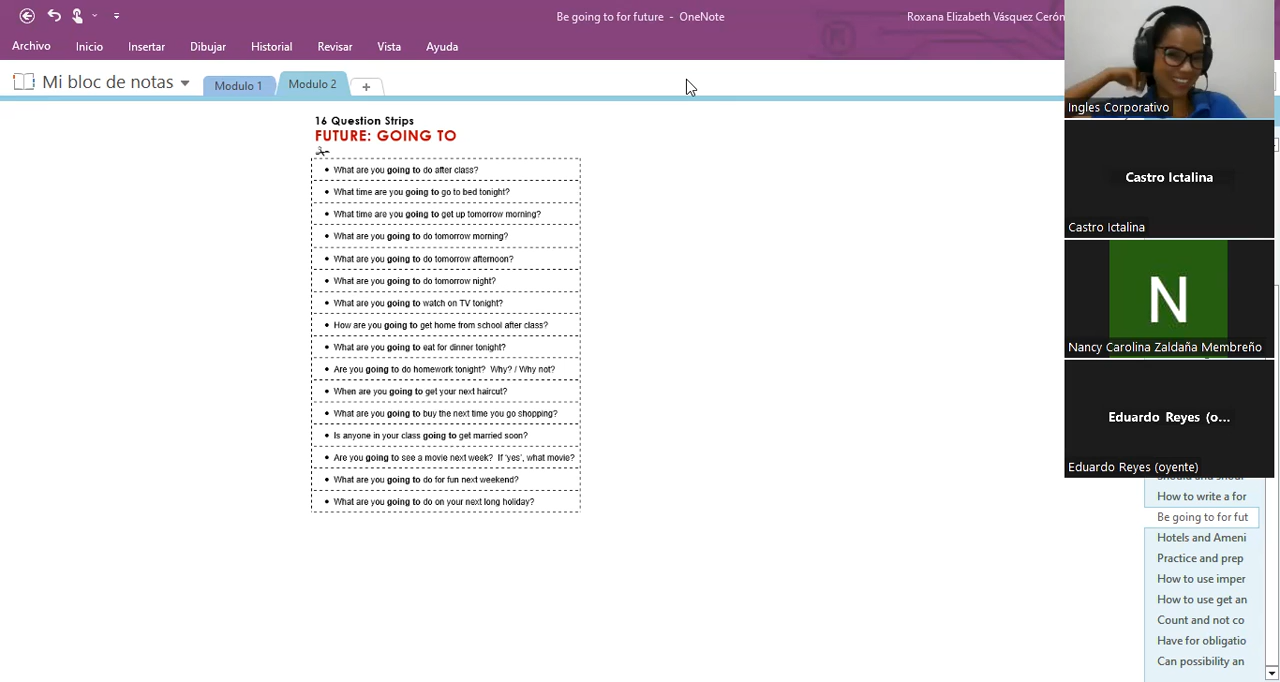 Be going to for future - OneNote
Roxana Elizabeth Vásquez Cerón
Archivo
Inicio
Insertar
Dibujar
Historial
Revisar
Vista
Ayuda
Mi bloc de notas
Modulo 1
Modulo 2
+
16 Question Strips
FUTURE: GOING TO
• What are you going to do after class?
• What time are you going to go to bed tonight?
• What time are you going to get up tomorrow morning?
• What are you going to do tomorrow morning?
• What are you going to do tomorrow afternoon?
• What are you going to do tomorrow night?
• What are you going to watch on TV tonight?
• How are you going to get home from school after class?
• What are you going to eat for dinner tonight?
• Are you going to do homework tonight? Why? / Why not?
• When are you going to get your next haircut?
• What are you going to buy the next time you go shopping?
• Is anyone in your class going to get married soon?
• Are you going to see a movie next week? If 'yes', what movie?
• What are you going to do for fun next weekend?
• What are you going to do on your next long holiday?
Ingles Corporativo
Castro Ictalina
Castro Ictalina
N
Nancy Carolina Zaldaña Membreño
Eduardo Reyes (o...
Eduardo Reyes (oyente)
How to write a for
Be going to for fut
Hotels and Ameni
Practice and prep
How to use imper
How to use get an
Count and not co
Have for obligatio
Can possibility an